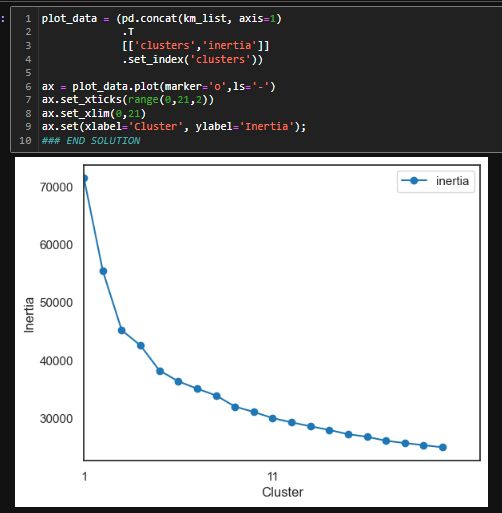 :
1 plot_data = (pd.concat(km_list, axis=1)
2 .T
3 [['clusters','inertia']]
4 .set_index('clusters'))
5
6 ax = plot_data.plot(marker='o',ls='-')
7 ax.set_xticks(range(0,21,2))
8 ax.set_xlim(0,21)
9 ax.set(xlabel='Cluster', ylabel='Inertia');
10 ### END SOLUTION
inertia
70000
60000
50000
40000
30000
Inertia
1 11
Cluster